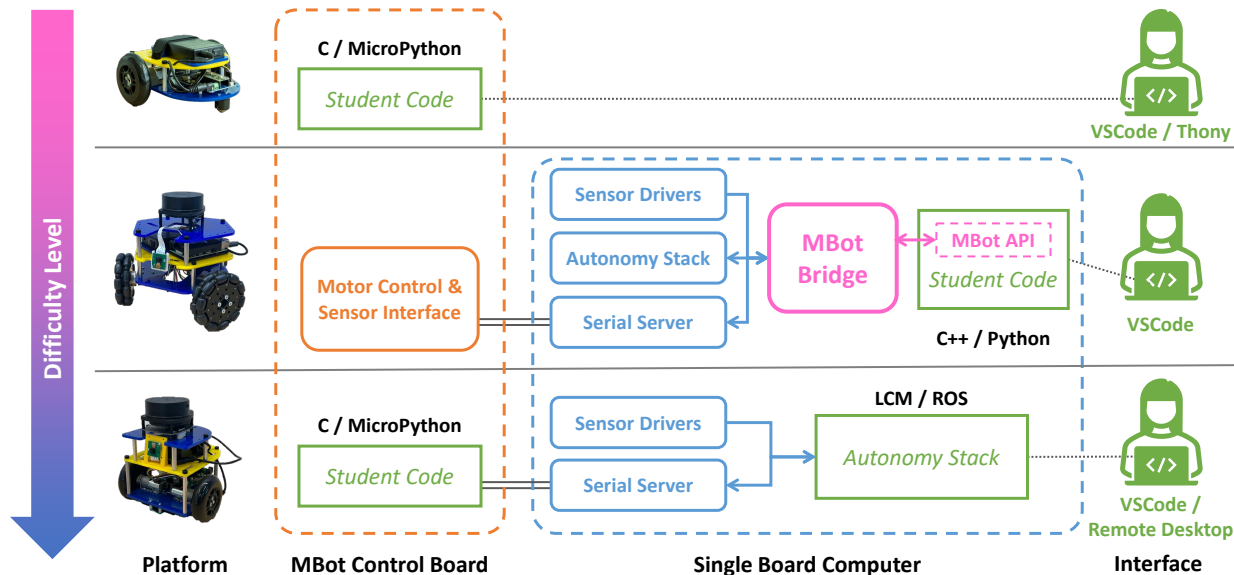 Difficulty Level
C / MicroPython
Student Code
</>
VSCode / Thony
Motor Control &
Sensor Interface
Sensor Drivers
Autonomy Stack
Serial Server
MBot
Bridge
MBot API
Student Code
C++ / Python
</>
VSCode
C / MicroPython
Student Code
Sensor Drivers
Serial Server
LCM / ROS
Autonomy Stack
</>
VSCode /
Remote Desktop
Platform
MBot Control Board
Single Board Computer
Interface